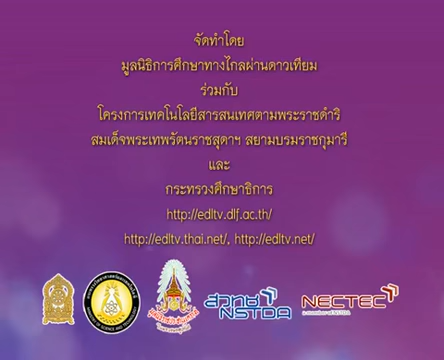 จัดทำโดย
มูลนิธิการศึกษาทางไกลผ่านดาวเทียม
ร่วมกับ
โครงการเทคโนโลยีสารสนเทศตามพระราชดำริ
สมเด็จพระเทพรัตนราชสุดาฯ สยามบรมราชกุมารี
และ
กระทรวงศึกษาธิการ
http://edltv.dlf.ac.th/
http://edltv.thai.net/, http://edltv.net/
สวทช
NSTDA
NECTEC
a member of NSTDA